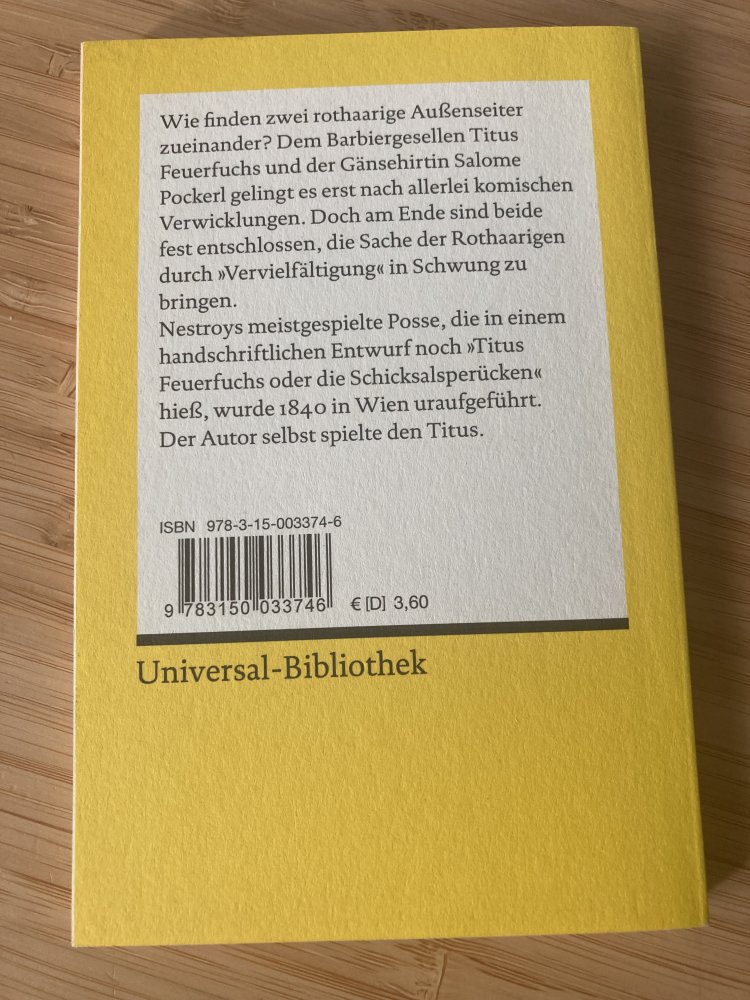 Wie finden zwei rothaarige Außenseiter
zueinander? Dem Barbiergesellen Titus
Feuerfuchs und der Gänsehirtin Salome
Pockerl gelingt es erst nach allerlei komischen
Verwicklungen. Doch am Ende sind beide
fest entschlossen, die Sache der Rothaarigen
durch »Vervielfältigung« in Schwung zu
bringen.
Nestroys meistgespielte Posse, die in einem
handschriftlichen Entwurf noch »Titus
Feuerfuchs oder die Schicksalsperücken«
hieß, wurde 1840 in Wien uraufgeführt.
Der Autor selbst spielte den Titus.
ISBN 978-3-15-003374-6
9 783150 033746
€ [D] 3,60
Universal-Bibliothek